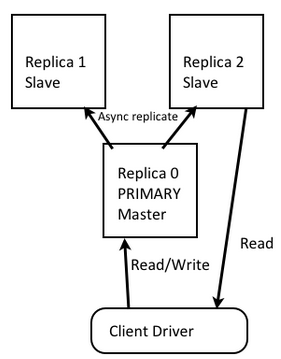 Replica 1
Slave
Replica 2
Slave
Async replicate
Replica 0
PRIMARY
Master
Read
Read/Write
Client Driver